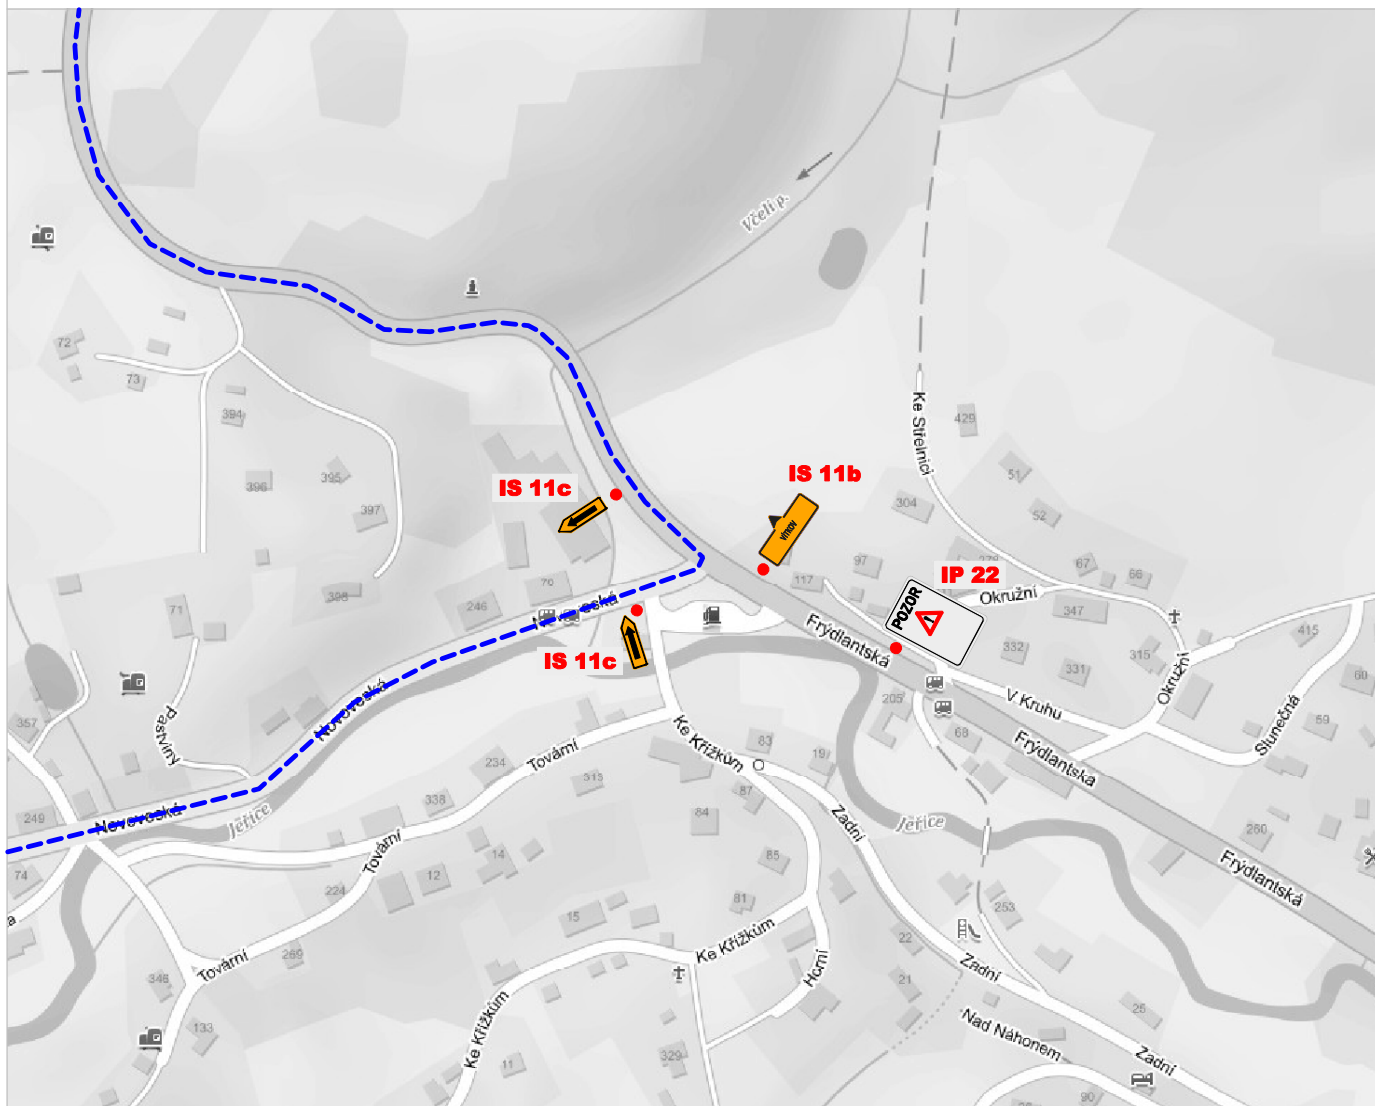 Včelí p.
72
73
394
395
396
397
398
Ke Střelnici
429
51
52
304
IS 11b
IS 11c
VÍTKOV
97
117
IP 22
POZOR
67
66
Okružní
347
76
246
71
IS 11c
Frýdlantská
332
331
315
Okružní
415
60
59
Slunečná
V Kruhu
205
68
Frýdlantská
Novoveská
Pastviny
357
Ke Křížkům
Tovární
83
19
234
313
87
338
84
Zadní
Jeřice
Novoveská
Jeřice
249
260
Frýdlantská
74
Tovární
14
12
85
224
81
15
253
22
Ke Křížkům
Horní
Zadní
Tovární
269
346
21
133
Ke Křížkům
25
Nad Náhonem
329
11
Zadní
90